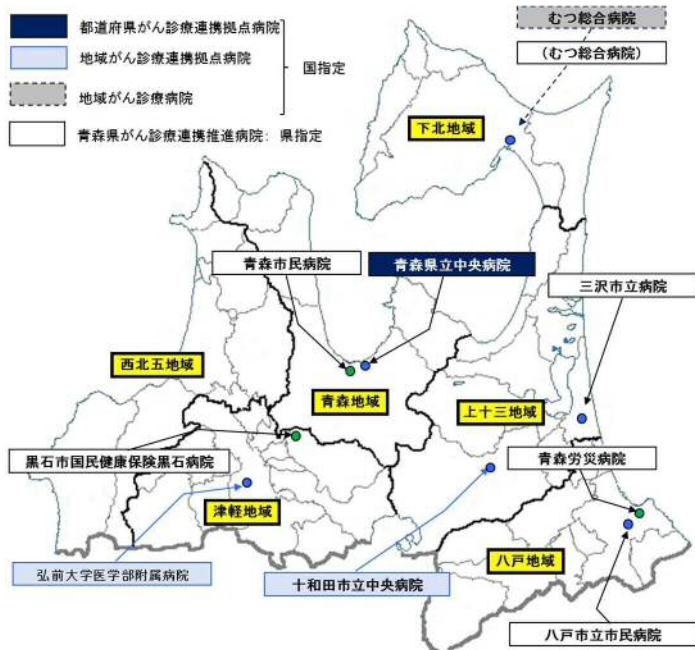 都道府県がん診療連携拠点病院
地域がん診療連携拠点病院
国指定
地域がん診療病院
青森県がん診療連携推進病院：県指定
むつ総合病院
（むつ総合病院）
下北地域
青森市民病院
青森県立中央病院
三沢市立病院
西北五地域
青森地域
上十三地域
黒石市国民健康保険黒石病院
青森労災病院
津軽地域
八戸地域
弘前大学医学部附属病院
十和田市立中央病院
八戸市立市民病院